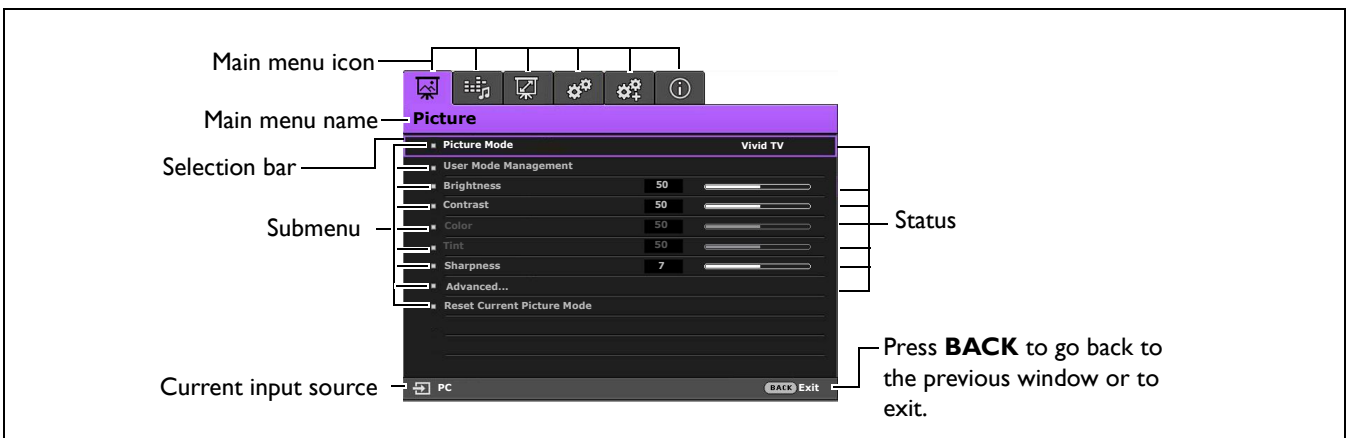 Main menu icon
Main menu name
Picture
Selection bar
Picture Mode Vivid TV
User Mode Management
Brightness 50
Contrast 50
Submenu
Color 50
Status
Tint 50
Sharpness 7
Advanced...
Reset Current Picture Mode
Press BACK to go back to
the previous window or to
exit.
Current input source
PC
BACK Exit